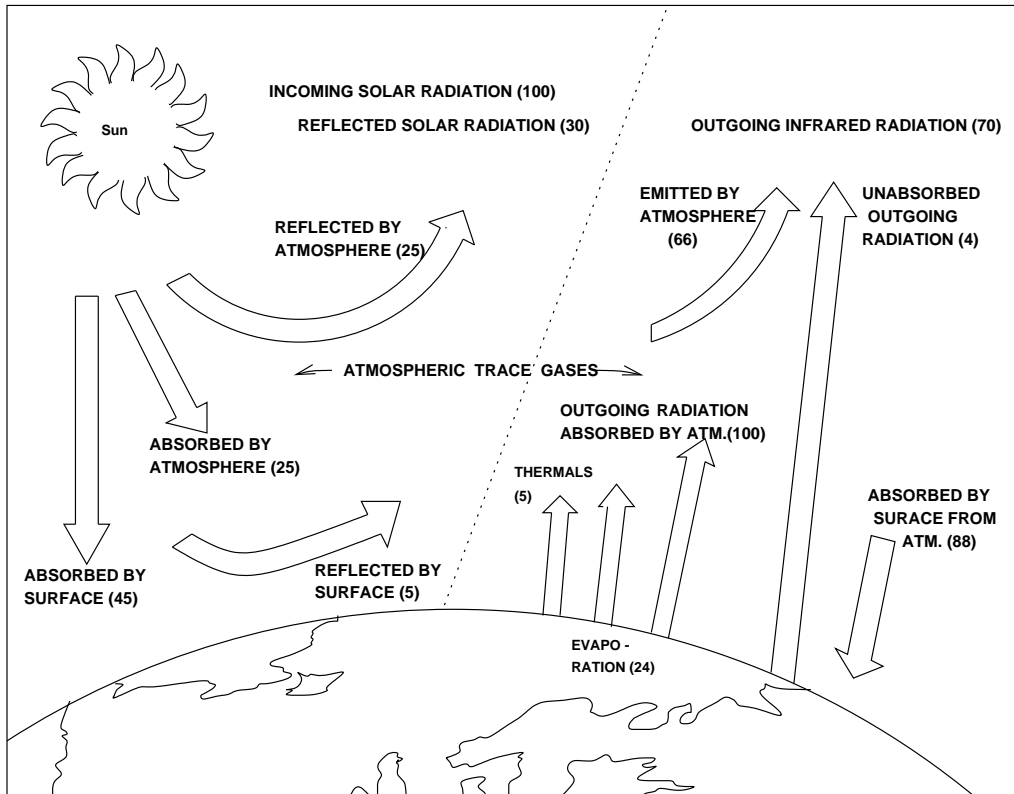 INCOMING SOLAR RADIATION (100)
REFLECTED SOLAR RADIATION (30)
Sun
REFLECTED BY
ATMOSPHERE (25)
OUTGOING INFRARED RADIATION (70)
EMITTED BY
ATMOSPHERE
(66)
UNABSORBED
OUTGOING
RADIATION (4)
ATMOSPHERIC TRACE GASES
ABSORBED BY
ATMOSPHERE (25)
OUTGOING RADIATION
ABSORBED BY ATM.(100)
THERMALS
(5)
ABSORBED BY
SURACE FROM
ATM. (88)
ABSORBED BY
SURFACE (45)
REFLECTED BY
SURFACE (5)
EVAPO -
RATION (24)